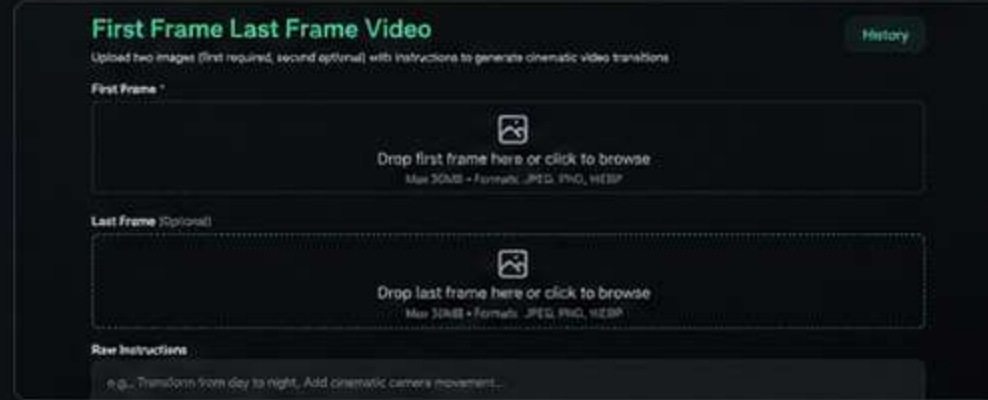 First Frame Last Frame Video
History
Upload two images (first required, second optional) with instructions to generate cinematic video transitions
First Frame *
Drop first frame here or click to browse
Max 30MB • Formats: JPEG, PNG, WEBP
Last Frame (Optional)
Drop last frame here or click to browse
Max 30MB • Formats: JPEG, PNG, WEBP
Raw Instructions
e.g., Transform from day to night, Add cinematic camera movement...